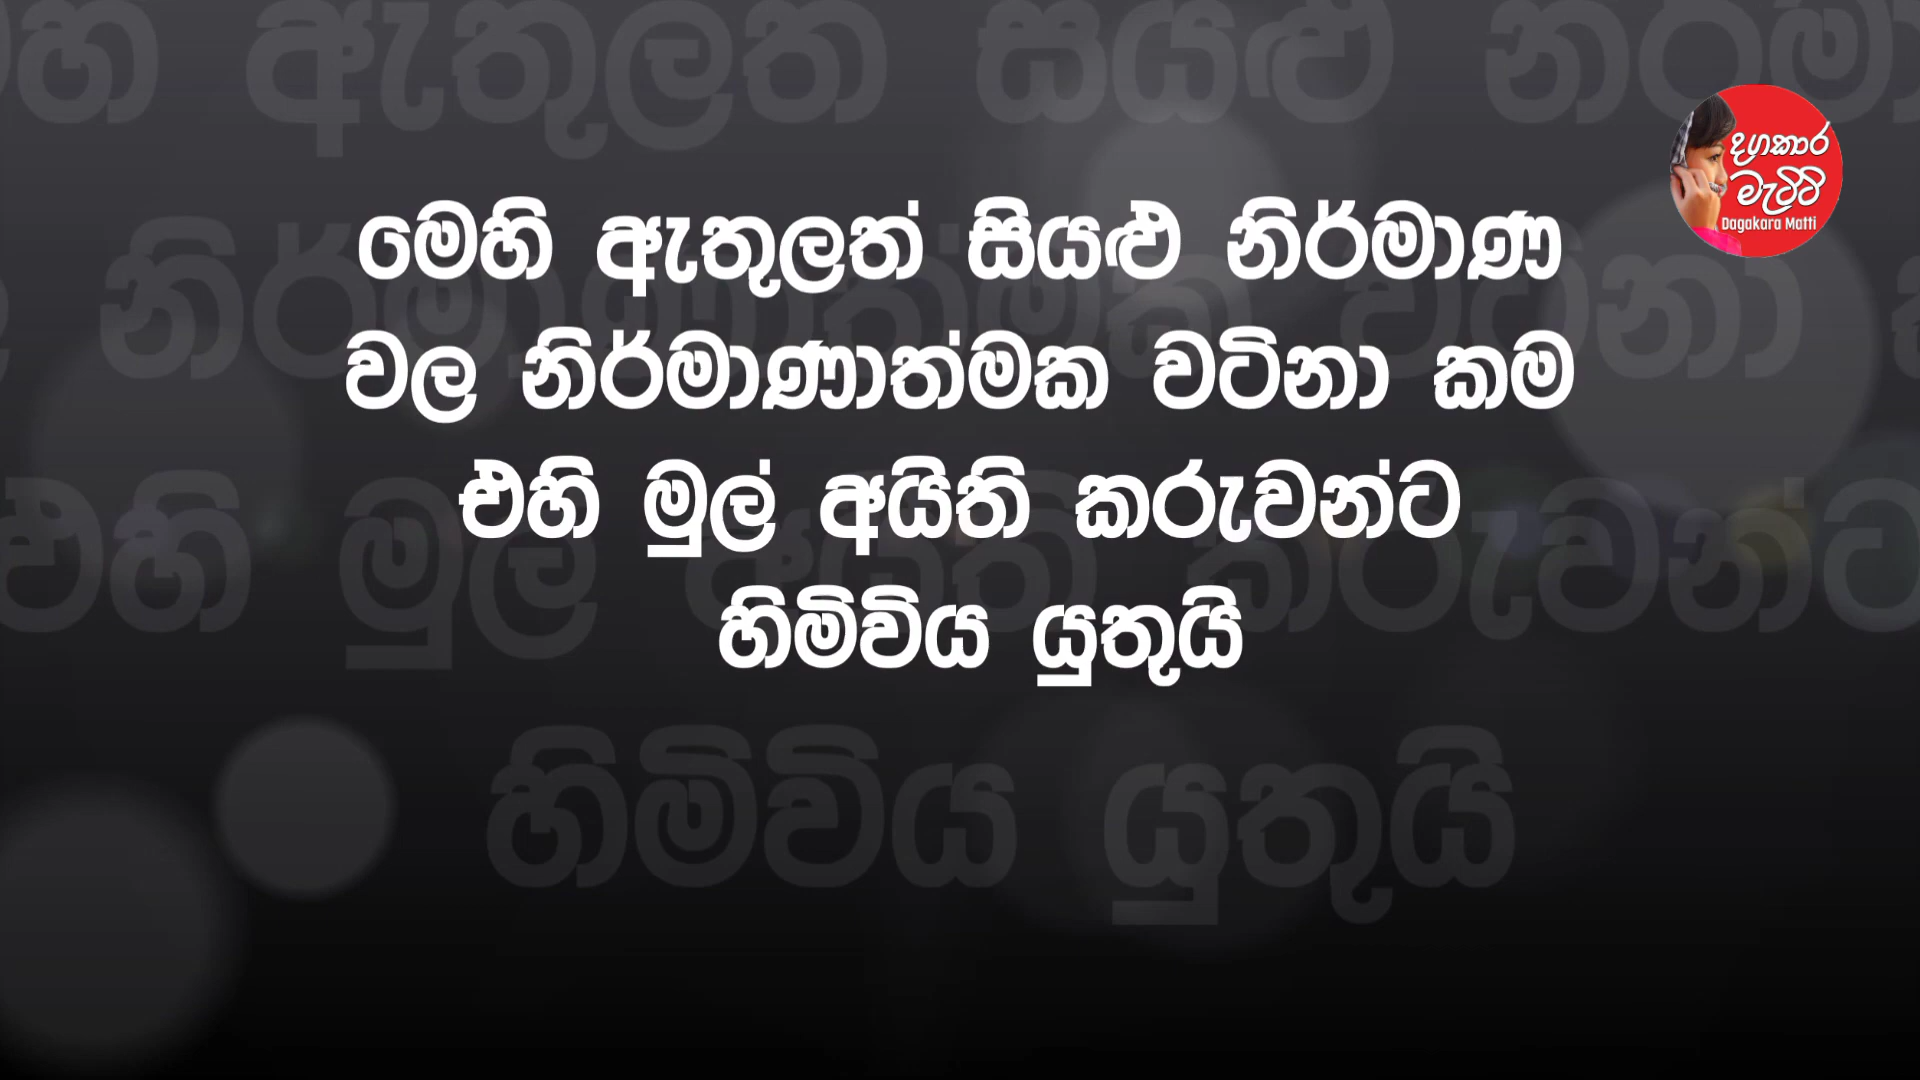 දගකාර
මැට්ටි
Dagakara Matti
මෙහි ඇතුලත් සියළු නිර්මාණ
වල නිර්මාණාත්මක වටිනා කම
එහි මුල් අයිති කරුවන්ට
හිමිවිය යුතුයි